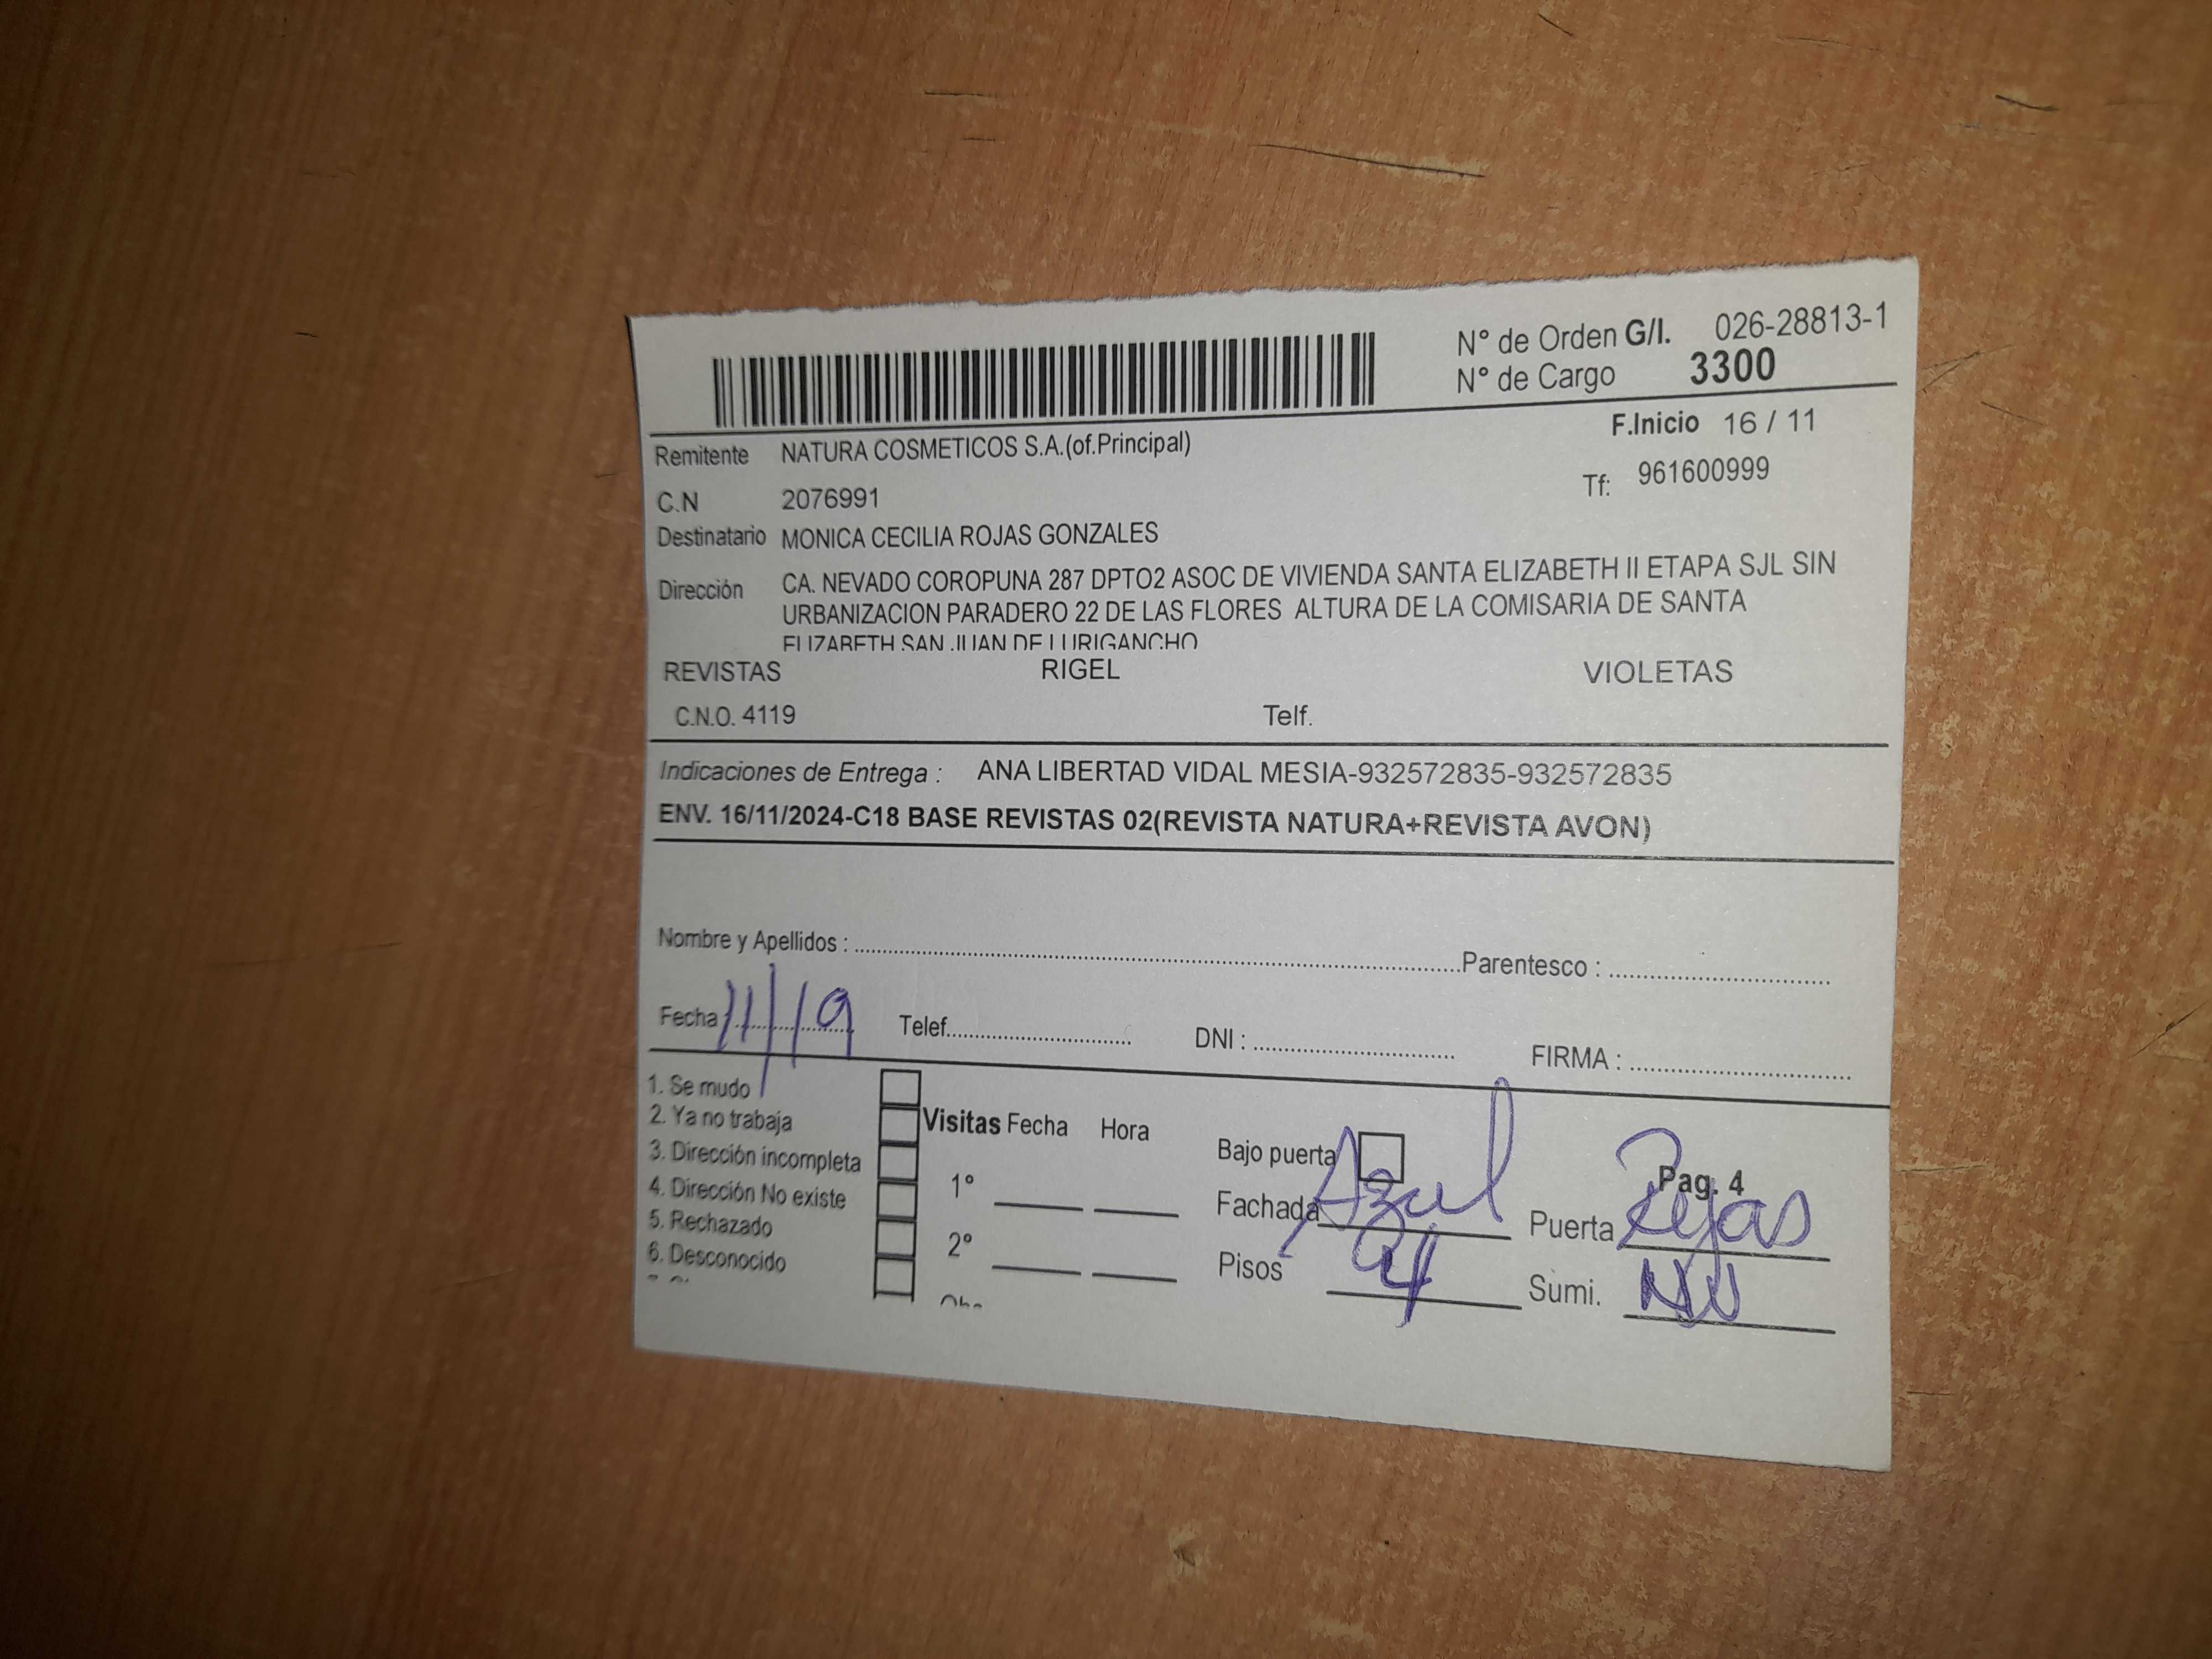 N° de Orden G/I. 026-28813-1
N° de Cargo 3300
F.Inicio 16 / 11
Remitente NATURA COSMETICOS S.A.(of.Principal)
Tf: 961600999
C.N 2076991
Destinatario MONICA CECILIA ROJAS GONZALES
Dirección CA. NEVADO COROPUNA 287 DPTO2 ASOC DE VIVIENDA SANTA ELIZABETH II ETAPA SJL SIN
URBANIZACION PARADERO 22 DE LAS FLORES ALTURA DE LA COMISARIA DE SANTA
ELIZABETH SAN JUAN DE LURIGANCHO
REVISTAS RIGEL VIOLETAS
C.N.O. 4119 Telf.
Indicaciones de Entrega : ANA LIBERTAD VIDAL MESIA-932572835-932572835
ENV. 16/11/2024-C18 BASE REVISTAS 02(REVISTA NATURA+REVISTA AVON)
Nombre y Apellidos : Parentesco :
Fecha : 11/19 Telef. DNI : FIRMA :
1. Se mudo
2. Ya no trabaja
3. Dirección incompleta
4. Dirección No existe
5. Rechazado
6. Desconocido
Visitas Fecha Hora
1°
2°
Bajo puerta
Pag. 4
Fachada Azul Puerta Rejas
Pisos 4 Sumi.